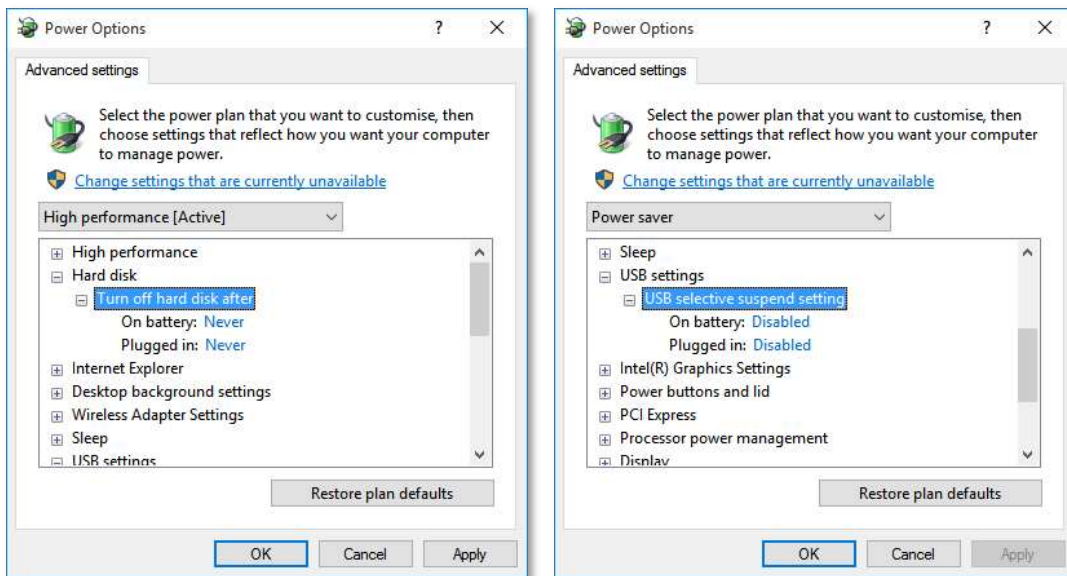 Power Options
?
Advanced settings
Select the power plan that you want to customise, then
choose settings that reflect how you want your computer
to manage power.
Change settings that are currently unavailable
High performance [Active]
High performance
Hard disk
Turn off hard disk after
On battery: Never
Plugged in: Never
Internet Explorer
Desktop background settings
Wireless Adapter Settings
Sleep
USB settings
Restore plan defaults
OK Cancel Apply
Power Options
?
Advanced settings
Select the power plan that you want to customise, then
choose settings that reflect how you want your computer
to manage power.
Change settings that are currently unavailable
Power saver
Sleep
USB settings
USB selective suspend setting
On battery: Disabled
Plugged in: Disabled
Intel(R) Graphics Settings
Power buttons and lid
PCI Express
Processor power management
Display
Restore plan defaults
OK Cancel Apply